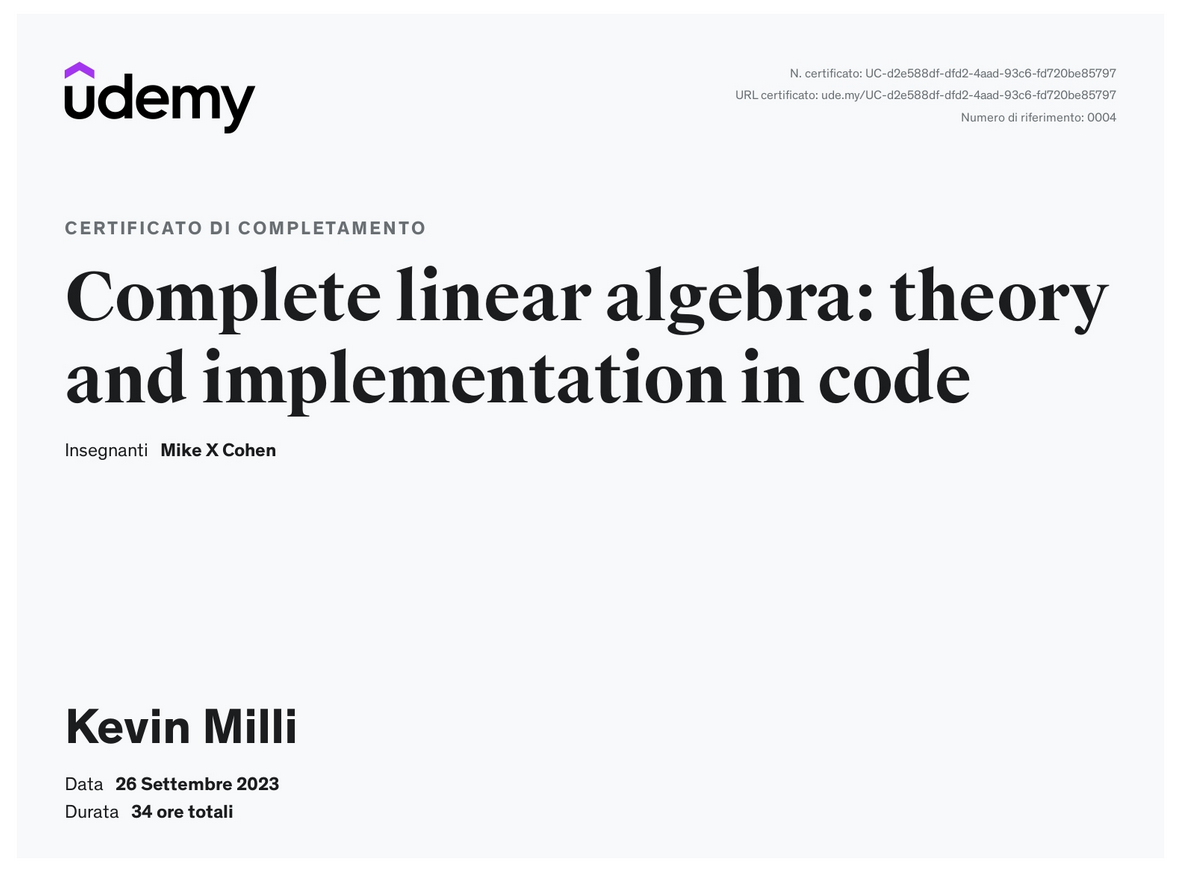 udemy
N. certificato: UC-d2e588df-dfd2-4aad-93c6-fd720be85797
URL certificato: ude.my/UC-d2e588df-dfd2-4aad-93c6-fd720be85797
Numero di riferimento: 0004
CERTIFICATO DI COMPLETAMENTO
Complete linear algebra: theory
and implementation in code
Insegnanti Mike X Cohen
Kevin Milli
Data 26 Settembre 2023
Durata 34 ore totali